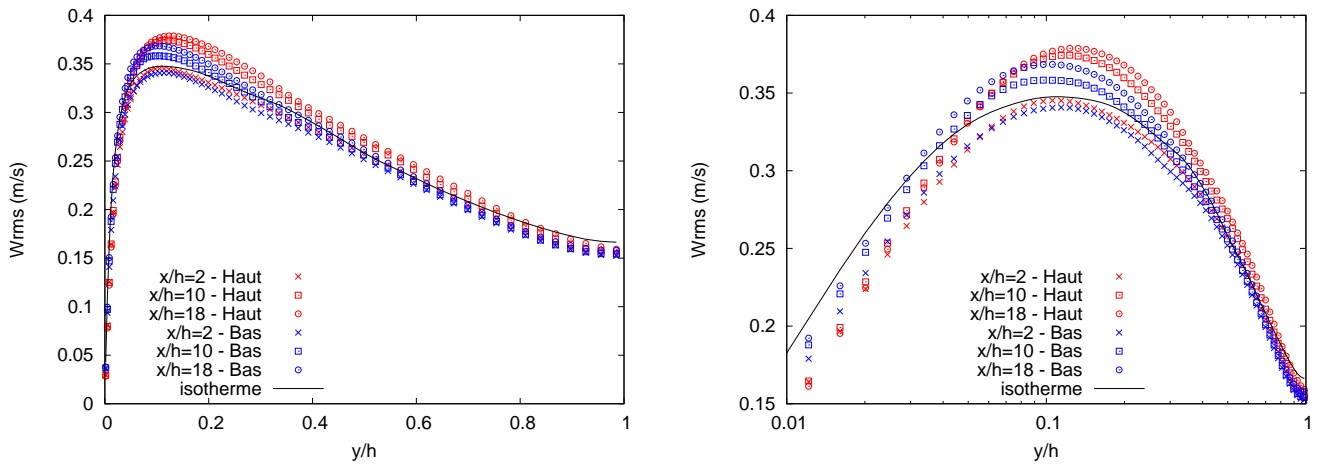 0.4
0.35
0.3
0.25
0.2
0.15
0.1
0.05
0
Wrms (m/s)
x/h=2 - Haut
x/h=10 - Haut
x/h=18 - Haut
x/h=2 - Bas
x/h=10 - Bas
x/h=18 - Bas
isotherme
0 0.2 0.4 0.6 0.8 1
y/h
0.4
0.35
0.3
0.25
0.2
0.15
Wrms (m/s)
x/h=2 - Haut
x/h=10 - Haut
x/h=18 - Haut
x/h=2 - Bas
x/h=10 - Bas
x/h=18 - Bas
isotherme
0.01 0.1 1
y/h